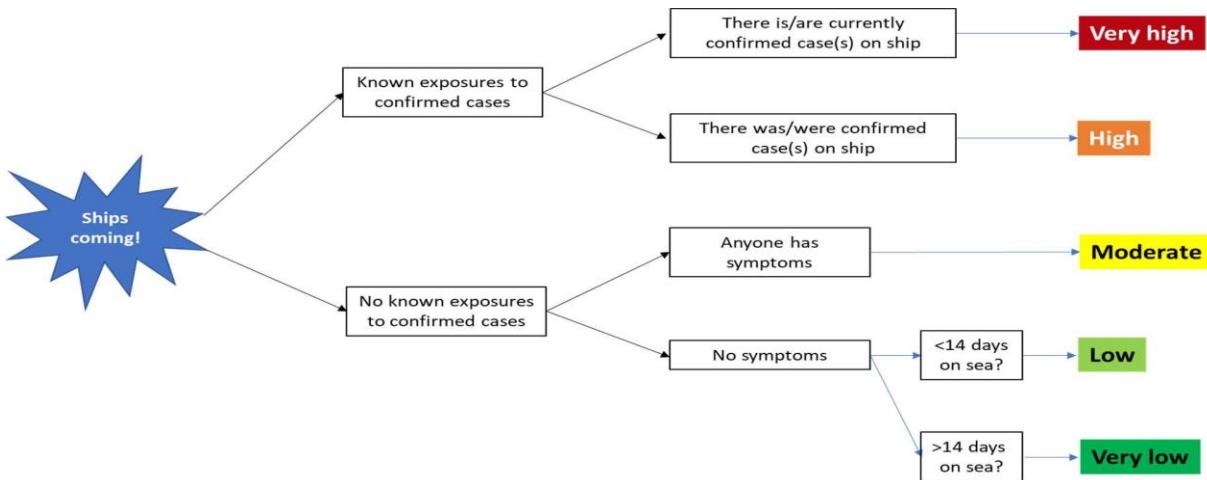 There is/are currently
confirmed case(s) on ship
Very high
Known exposures to
confirmed cases
There was/were confirmed
case(s) on ship
High
Ships
coming!
Anyone has
symptoms
Moderate
No known exposures
to confirmed cases
No symptoms
<14 days
on sea?
Low
>14 days
on sea?
Very low